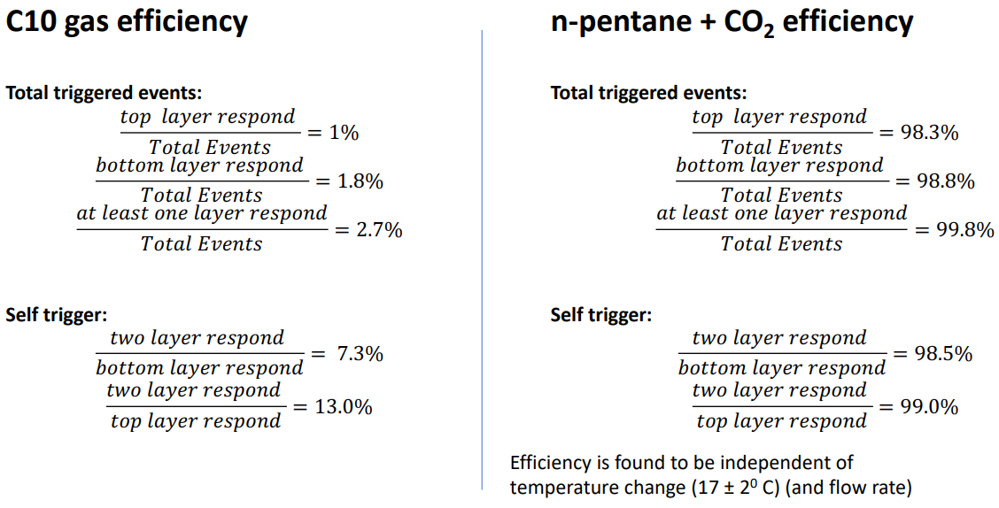 C10 gas efficiency
Total triggered events:
top layer respond / Total Events = 1%
bottom layer respond / Total Events = 1.8%
at least one layer respond / Total Events = 2.7%
Self trigger:
two layer respond / bottom layer respond = 7.3%
two layer respond / top layer respond = 13.0%
n-pentane + CO₂ efficiency
Total triggered events:
top layer respond / Total Events = 98.3%
bottom layer respond / Total Events = 98.8%
at least one layer respond / Total Events = 99.8%
Self trigger:
two layer respond / bottom layer respond = 98.5%
two layer respond / top layer respond = 99.0%
Efficiency is found to be independent of
temperature change (17 ± 2⁰ C) (and flow rate)